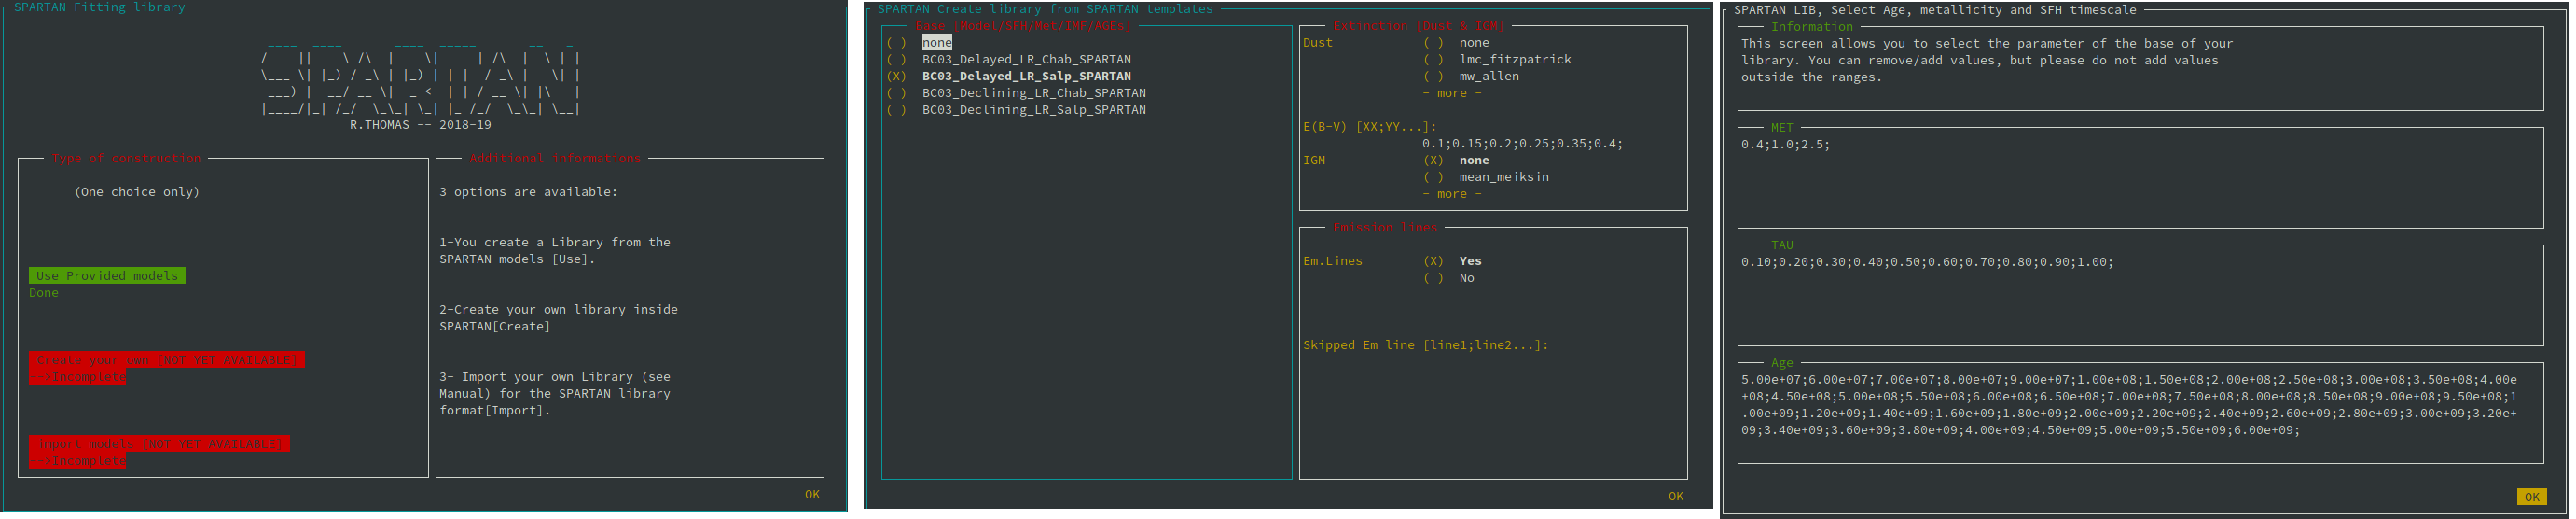 SPARTAN Fitting library
SPARTAN
R.THOMAS -- 2018-19
Type of construction
(One choice only)
Use Provided models
Done
Create your own [NOT YET AVAILABLE]
-->Incomplete
import models [NOT YET AVAILABLE]
-->Incomplete
Additional informations
3 options are available:
1-You create a Library from the
SPARTAN models [Use].
2-Create your own library inside
SPARTAN[Create]
3- Import your own Library (see
Manual) for the SPARTAN library
format[Import].
OK
SPARTAN Create library from SPARTAN templates
Base [Model/SFH/Met/IMF/AGEs]
( ) none
( ) BC03_Delayed_LR_Chab_SPARTAN
(X) BC03_Delayed_LR_Salp_SPARTAN
( ) BC03_Declining_LR_Chab_SPARTAN
( ) BC03_Declining_LR_Salp_SPARTAN
Extinction [Dust & IGM]
Dust ( ) none
( ) lmc_fitzpatrick
( ) mw_allen
- more -
E(B-V) [XX;YY...]:
0.1;0.15;0.2;0.25;0.35;0.4;
IGM (X) none
( ) mean_meiksin
- more -
Emission lines
Em.Lines (X) Yes
( ) No
Skipped Em line [line1;line2...]:
OK
SPARTAN LIB, Select Age, metallicity and SFH timescale
Information
This screen allows you to select the parameter of the base of your
library. You can remove/add values, but please do not add values
outside the ranges.
MET
0.4;1.0;2.5;
TAU
0.10;0.20;0.30;0.40;0.50;0.60;0.70;0.80;0.90;1.00;
Age
5.00e+07;6.00e+07;7.00e+07;8.00e+07;9.00e+07;1.00e+08;1.50e+08;2.00e+08;2.50e+08;3.00e+08;3.50e+08;4.00e
+08;4.50e+08;5.00e+08;5.50e+08;6.00e+08;6.50e+08;7.00e+08;7.50e+08;8.00e+08;8.50e+08;9.00e+08;9.50e+08;1
.00e+09;1.20e+09;1.40e+09;1.60e+09;1.80e+09;2.00e+09;2.20e+09;2.40e+09;2.60e+09;2.80e+09;3.00e+09;3.20e+
09;3.40e+09;3.60e+09;3.80e+09;4.00e+09;4.50e+09;5.00e+09;5.50e+09;6.00e+09;
OK